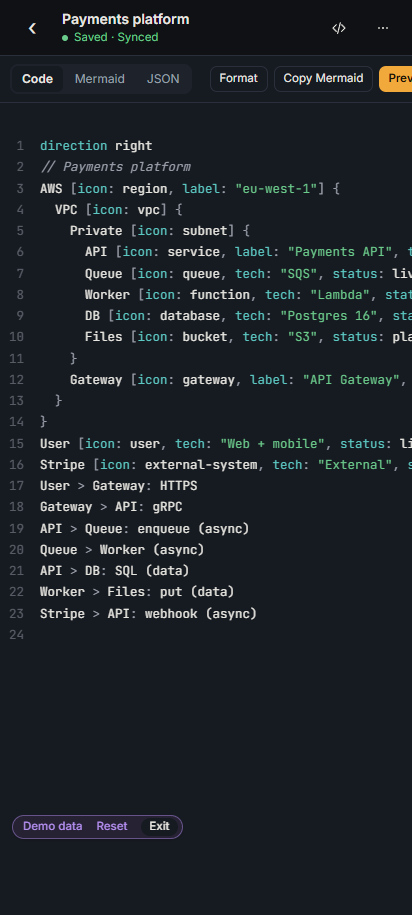 Payments platform
Saved · Synced
Code Mermaid JSON Format Copy Mermaid
1 direction right
2 // Payments platform
3 AWS [icon: region, label: "eu-west-1"] {
4 VPC [icon: vpc] {
5 Private [icon: subnet] {
6 API [icon: service, label: "Payments API",
7 Queue [icon: queue, tech: "SQS", status:
8 Worker [icon: function, tech: "Lambda",
9 DB [icon: database, tech: "Postgres 16",
10 Files [icon: bucket, tech: "S3", status:
11 }
12 Gateway [icon: gateway, label: "API Gateway",
13 }
14 }
15 User [icon: user, tech: "Web + mobile", status:
16 Stripe [icon: external-system, tech: "External",
17 User > Gateway: HTTPS
18 Gateway > API: gRPC
19 API > Queue: enqueue (async)
20 Queue > Worker (async)
21 API > DB: SQL (data)
22 Worker > Files: put (data)
23 Stripe > API: webhook (async)
24
Demo data Reset Exit